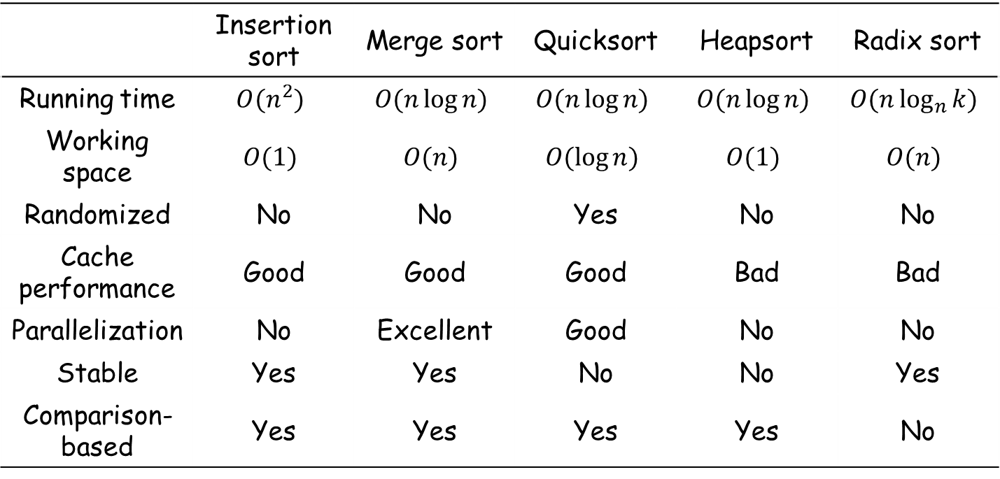 Insertion sort Merge sort Quicksort Heapsort Radix sort
Running time O(n²) O(n log n) O(n log n) O(n log n) O(n logₙ k)
Working space O(1) O(n) O(log n) O(1) O(n)
Randomized No No Yes No No
Cache performance Good Good Good Bad Bad
Parallelization No Excellent Good No No
Stable Yes Yes No No Yes
Comparison-based Yes Yes Yes Yes No